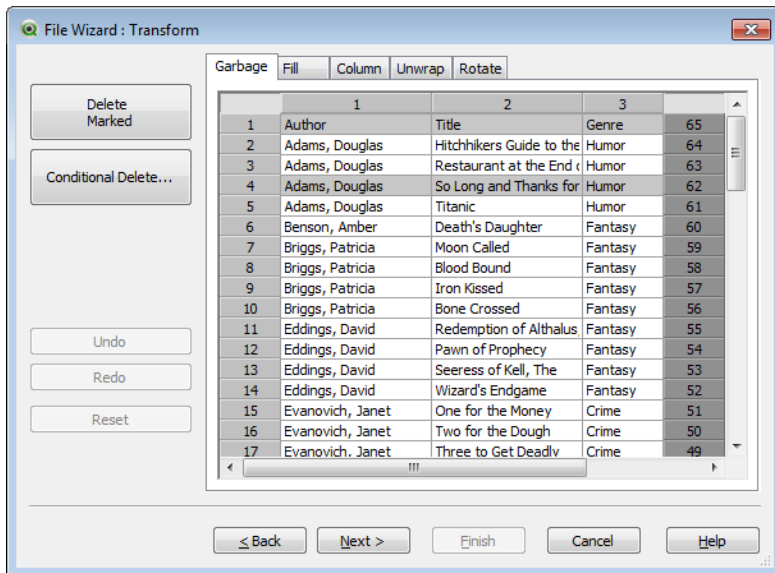 File Wizard : Transform
Garbage Fill Column Unwrap Rotate
Delete
Marked
Conditional Delete...
Undo
Redo
Reset
1 2 3
1 Author Title Genre 65
2 Adams, Douglas Hitchhikers Guide to the Humor 64
3 Adams, Douglas Restaurant at the End Humor 63
4 Adams, Douglas So Long and Thanks for Humor 62
5 Adams, Douglas Titanic Humor 61
6 Benson, Amber Death's Daughter Fantasy 60
7 Briggs, Patricia Moon Called Fantasy 59
8 Briggs, Patricia Blood Bound Fantasy 58
9 Briggs, Patricia Iron Kissed Fantasy 57
10 Briggs, Patricia Bone Crossed Fantasy 56
11 Eddings, David Redemption of Althalus, Fantasy 55
12 Eddings, David Pawn of Prophecy Fantasy 54
13 Eddings, David Seeress of Kell, The Fantasy 53
14 Eddings, David Wizard's Endgame Fantasy 52
15 Evanovich, Janet One for the Money Crime 51
16 Evanovich, Janet Two for the Dough Crime 50
17 Evanovich, Janet Three to Get Deadly Crime 49
< Back Next > Finish Cancel Help